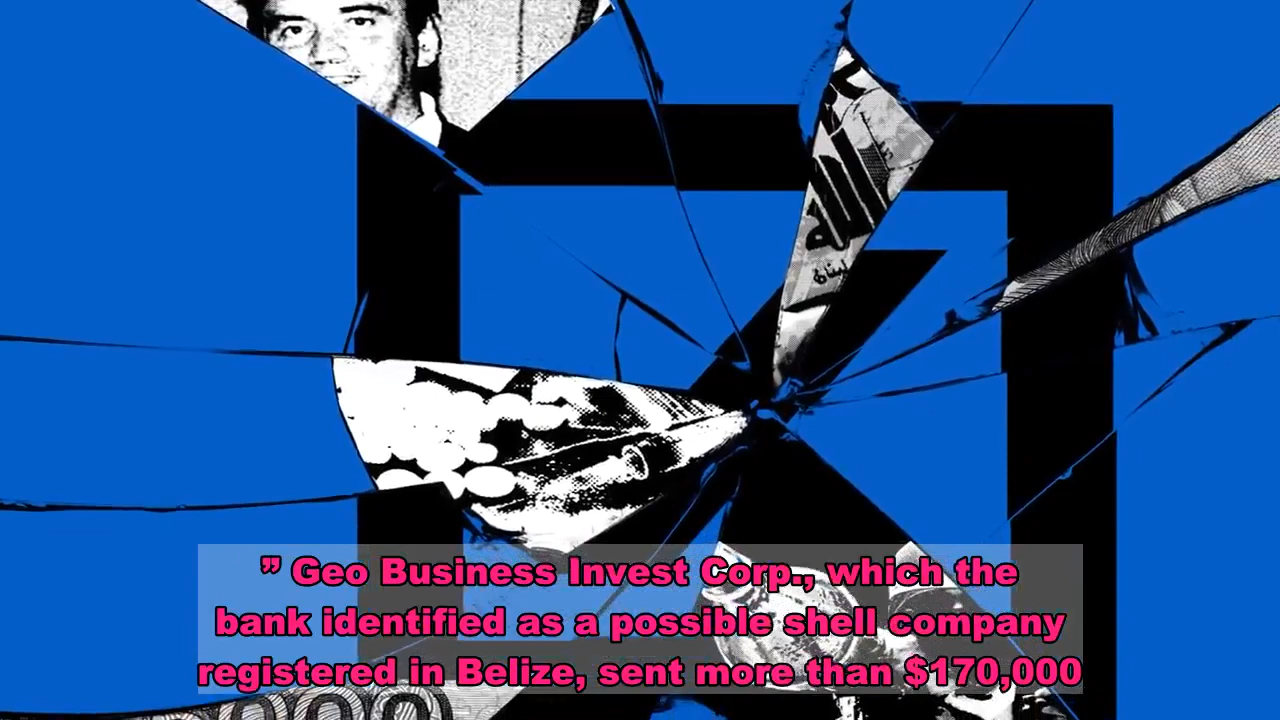 ” Geo Business Invest Corp., which the
bank identified as a possible shell company
registered in Belize, sent more than $170,000